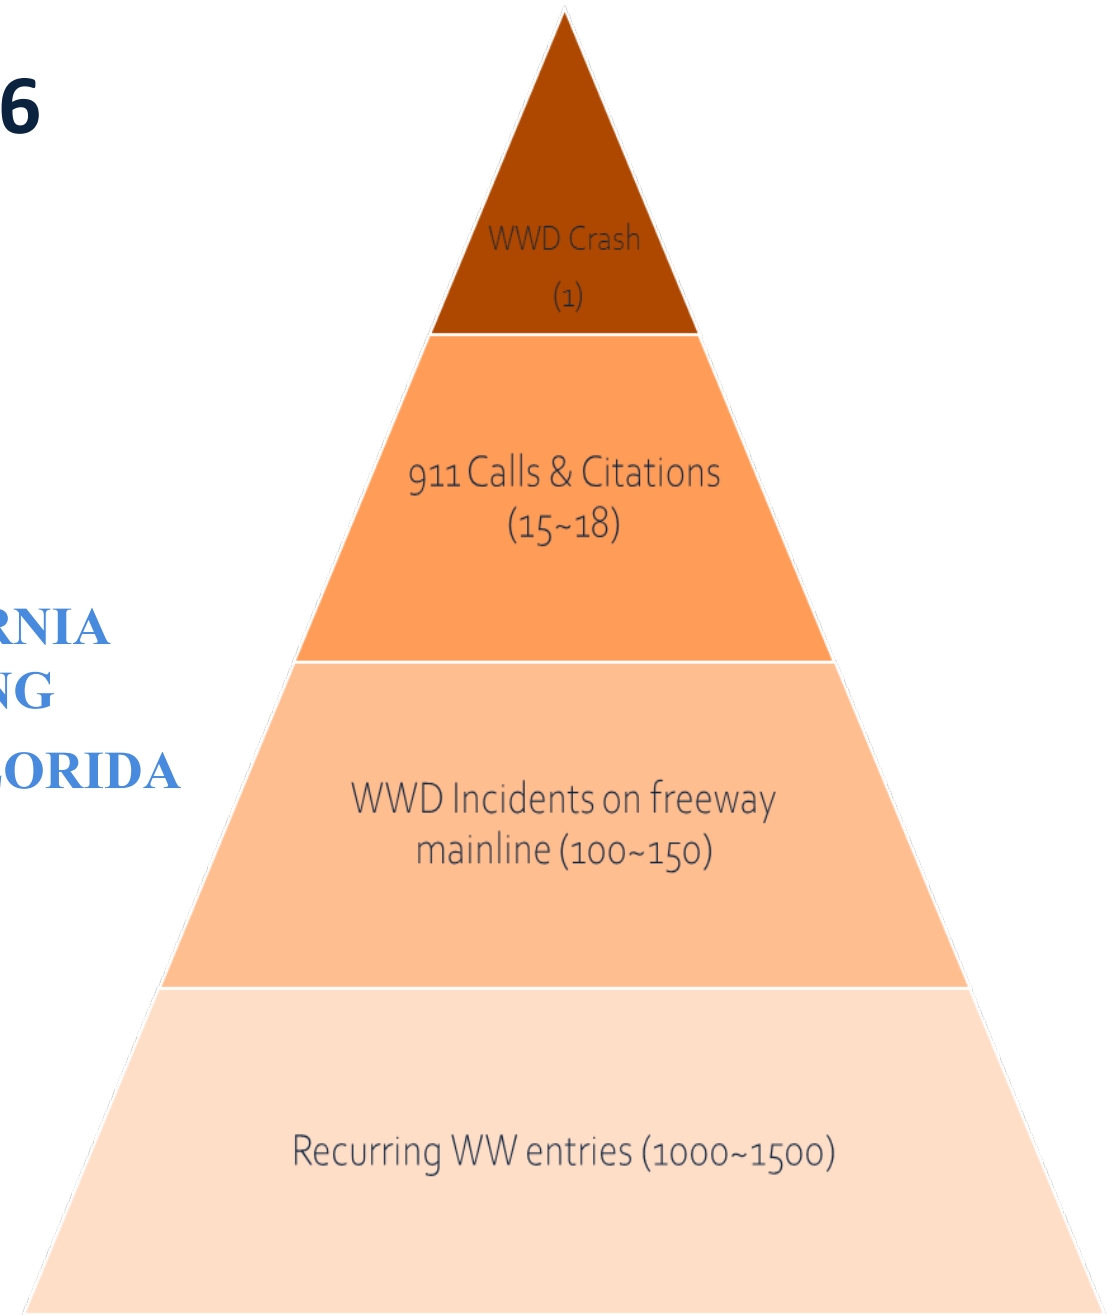 6
WWD Crash
(1)
911 Calls & Citations
(15~18)
RNIA
NG
LORIDA
WWD Incidents on freeway
mainline (100~150)
Recurring WW entries (1000~1500)